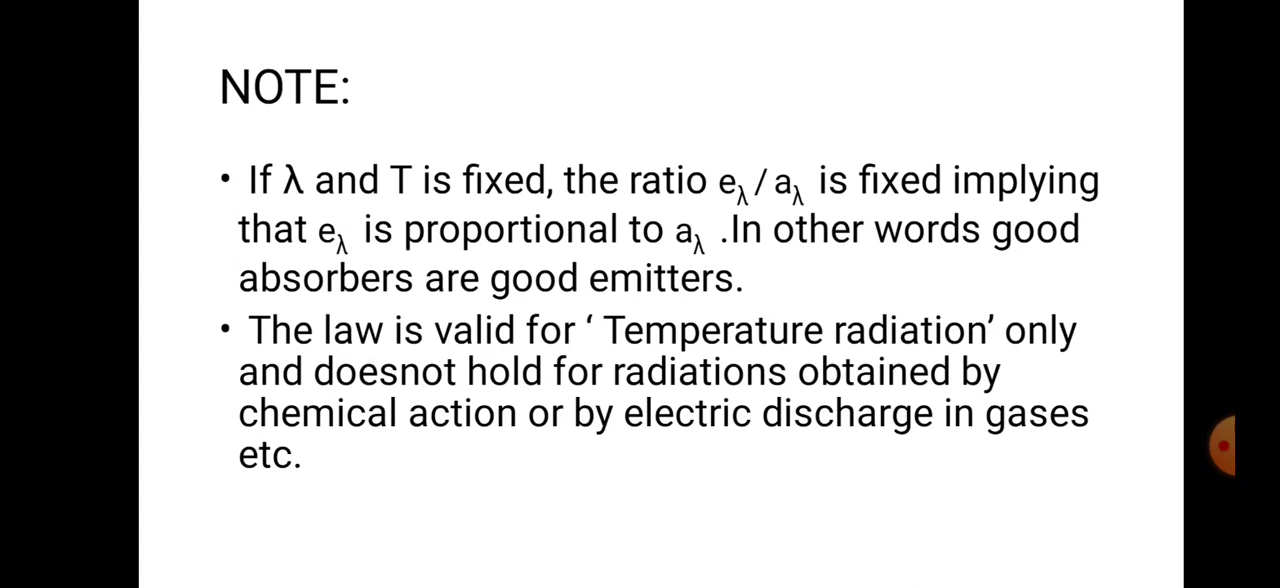 NOTE:
• If λ and T is fixed, the ratio eλ/aλ is fixed implying
that eλ is proportional to aλ .In other words good
absorbers are good emitters.
• The law is valid for ‘ Temperature radiation’ only
and doesnot hold for radiations obtained by
chemical action or by electric discharge in gases
etc.